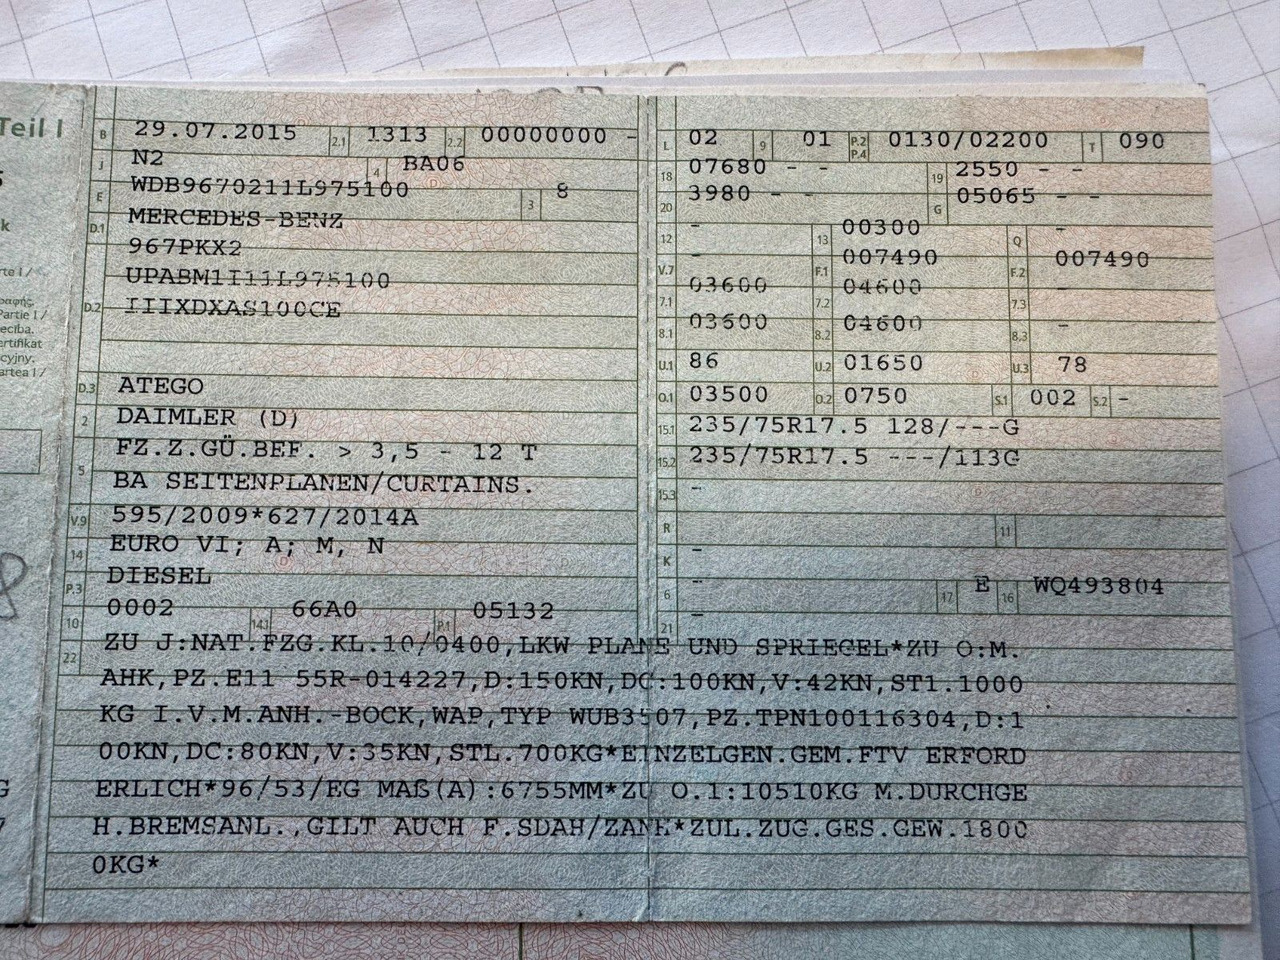 Teil I
B 29.07.2015 2.1 1313 2.2 00000000 -
J N2 4 BA06
E WDB9670211L975100 3 8
D.1 MERCEDES-BENZ
967PKX2
D.2 UPABM1I11L975100
IIIXDXAS100CE
D.3 ATEGO
2 DAIMLER (D)
5 FZ.Z.GÜ.BEF. > 3,5 - 12 T
BA SEITENPLANEN/CURTAINS.
V.9 595/2009*627/2014A
14 EURO VI; A; M, N
P.3 DIESEL
10 0002 14.1 66A0 P.1 05132
L 02 9 01 P.2 P.4 0130/02200 T 090
18 07680 - - 19 2550 - -
20 3980 - - G 05065 - -
12 - 13 00300 Q -
V.7 - F.1 007490 F.2 007490
7.1 03600 7.2 04600 7.3 -
8.1 03600 8.2 04600 8.3 -
U.1 86 U.2 01650 U.3 78
O.1 03500 O.2 0750 S.1 002 S.2 -
15.1 235/75R17.5 128/---G
15.2 235/75R17.5 ---/113G
15.3 -
R 11
K -
6 - 17 E 16 WQ493804
21 -
22 ZU J:NAT.FZG.KL.10/0400,LKW PLANE UND SPRIEGEL*ZU O:M.
AHK,PZ.E11 55R-014227,D:150KN,DC:100KN,V:42KN,ST1.1000
KG I.V.M.ANH.-BOCK,WAP,TYP WUB3507,PZ.TPN100116304,D:1
00KN,DC:80KN,V:35KN,STL.700KG*EINZELGEN.GEM.FTV ERFORD
ERLICH*96/53/EG MAß(A):6755MM*ZU O.1:10510KG M.DURCHGE
H.BREMSANL.,GILT AUCH F.SDAH/ZANH*ZUL.ZUG.GES.GEW.1800
0KG*